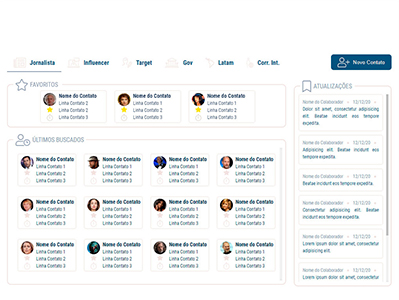 Jornalista Influencer Target Gov Latam Corr. Int. Novo Contato
FAVORITOS
Nome do Contato Nome do Contato Nome do Contato
Linha Contato 1 Linha Contato 1 Linha Contato 1
Linha Contato 2 Linha Contato 2 Linha Contato 2
Linha Contato 3 Linha Contato 3 Linha Contato 3
ÚLTIMOS BUSCADOS
Nome do Contato Nome do Contato Nome do Contato Nome do Contato
Linha Contato 1 Linha Contato 1 Linha Contato 1 Linha Contato 1
Linha Contato 2 Linha Contato 2 Linha Contato 2 Linha Contato 2
Linha Contato 3 Linha Contato 3 Linha Contato 3 Linha Contato 3
Nome do Contato Nome do Contato Nome do Contato Nome do Contato
Linha Contato 1 Linha Contato 1 Linha Contato 1 Linha Contato 1
Linha Contato 2 Linha Contato 2 Linha Contato 2 Linha Contato 2
Linha Contato 3 Linha Contato 3 Linha Contato 3 Linha Contato 3
Nome do Contato Nome do Contato Nome do Contato Nome do Contato
Linha Contato 1 Linha Contato 1 Linha Contato 1 Linha Contato 1
Linha Contato 2 Linha Contato 2 Linha Contato 2 Linha Contato 2
Linha Contato 3 Linha Contato 3 Linha Contato 3 Linha Contato 3
ATUALIZAÇÕES
Nome do Colaborador - 13/12/20 -
Dolor sit amet, consectetur
adipiscing elit. Beatae
incidunt eos tempore
expedita.
Nome do Colaborador - 13/12/20 -
Adipiscing elit. Beatae incidunt eos
tempore expedita.
Nome do Colaborador - 13/12/20 -
Beatae incidunt eos tempore expedita.
Nome do Colaborador - 13/12/20 -
Consectetur adipiscing elit. Beatae
incidunt eos tempore expedita.
Nome do Colaborador - 13/12/20 -
Lorem ipsum dolor sit amet, consectetur
adipiscing elit.
Nome do Colaborador - 13/12/20 -
Lorem ipsum dolor sit amet, consectetur